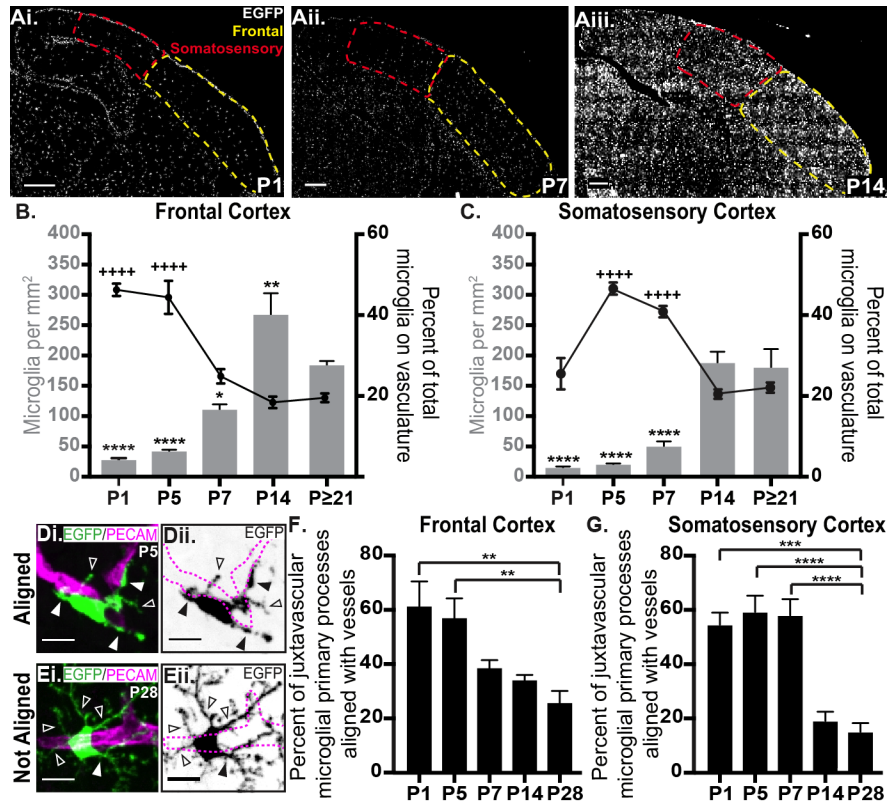 Ai.
EGFP
Frontal
Somatosensory
P1
Aii.
P7
Aiii.
P14
B.
Frontal Cortex
Microglia per mm²
400
350
300
250
200
150
100
50
0
60
40
20
0
Percent of total
microglia on vasculature
++++
++++
**
*
****
****
P1 P5 P7 P14 P≥21
C.
Somatosensory Cortex
Microglia per mm²
400
350
300
250
200
150
100
50
0
60
40
20
0
Percent of total
microglia on vasculature
++++
++++
****
****
****
P1 P5 P7 P14 P≥21
Aligned
Di.
EGFP/PECAM
P5
Dii.
EGFP
Not Aligned
Ei.
EGFP/PECAM
P28
Eii.
EGFP
F.
Frontal Cortex
Percent of juxtavascular
microglial primary processes
aligned with vessels
80
60
40
20
0
**
**
P1 P5 P7 P14 P28
G.
Somatosensory Cortex
Percent of juxtavascular
microglial primary processes
aligned with vessels
80
60
40
20
0
***
****
****
P1 P5 P7 P14 P28